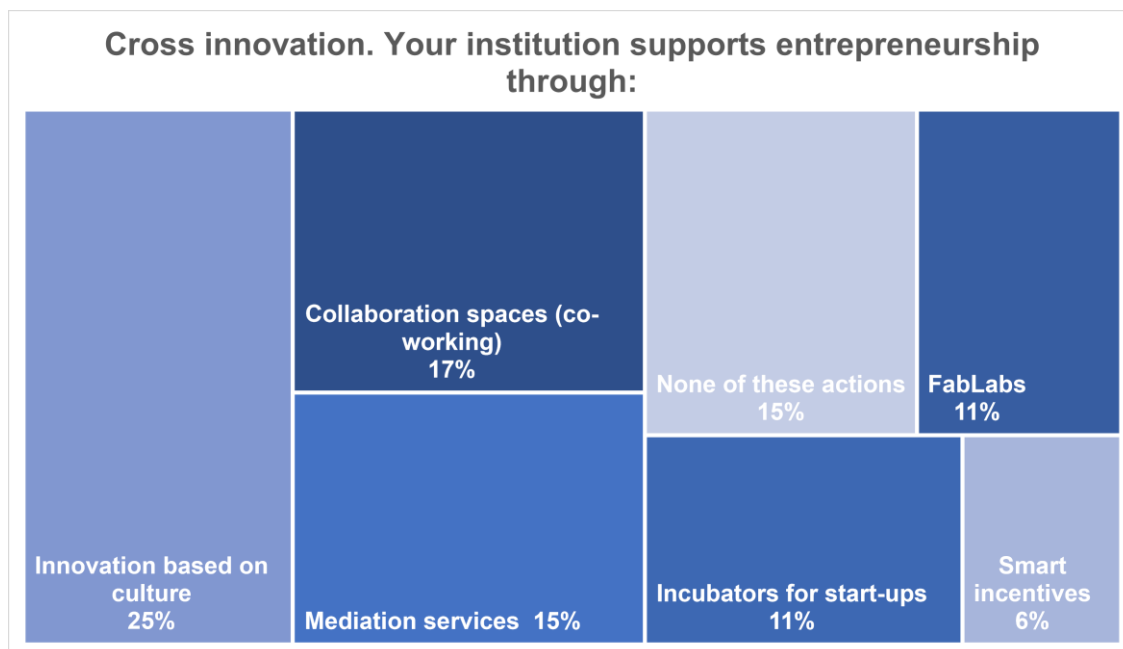 Cross innovation. Your institution supports entrepreneurship
through:
Innovation based on
culture
25%
Collaboration spaces (co-
working)
17%
Mediation services 15%
None of these actions
15%
FabLabs
11%
Incubators for start-ups
11%
Smart
incentives
6%